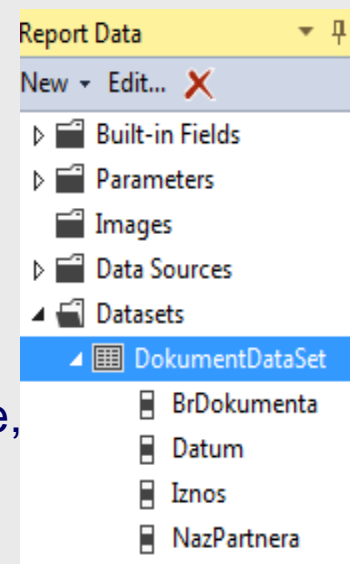 Report Data
New Edit...
Built-in Fields
Parameters
Images
Data Sources
Datasets
DokumentDataSet
e,
BrDokumenta
Datum
Iznos
NazPartnera